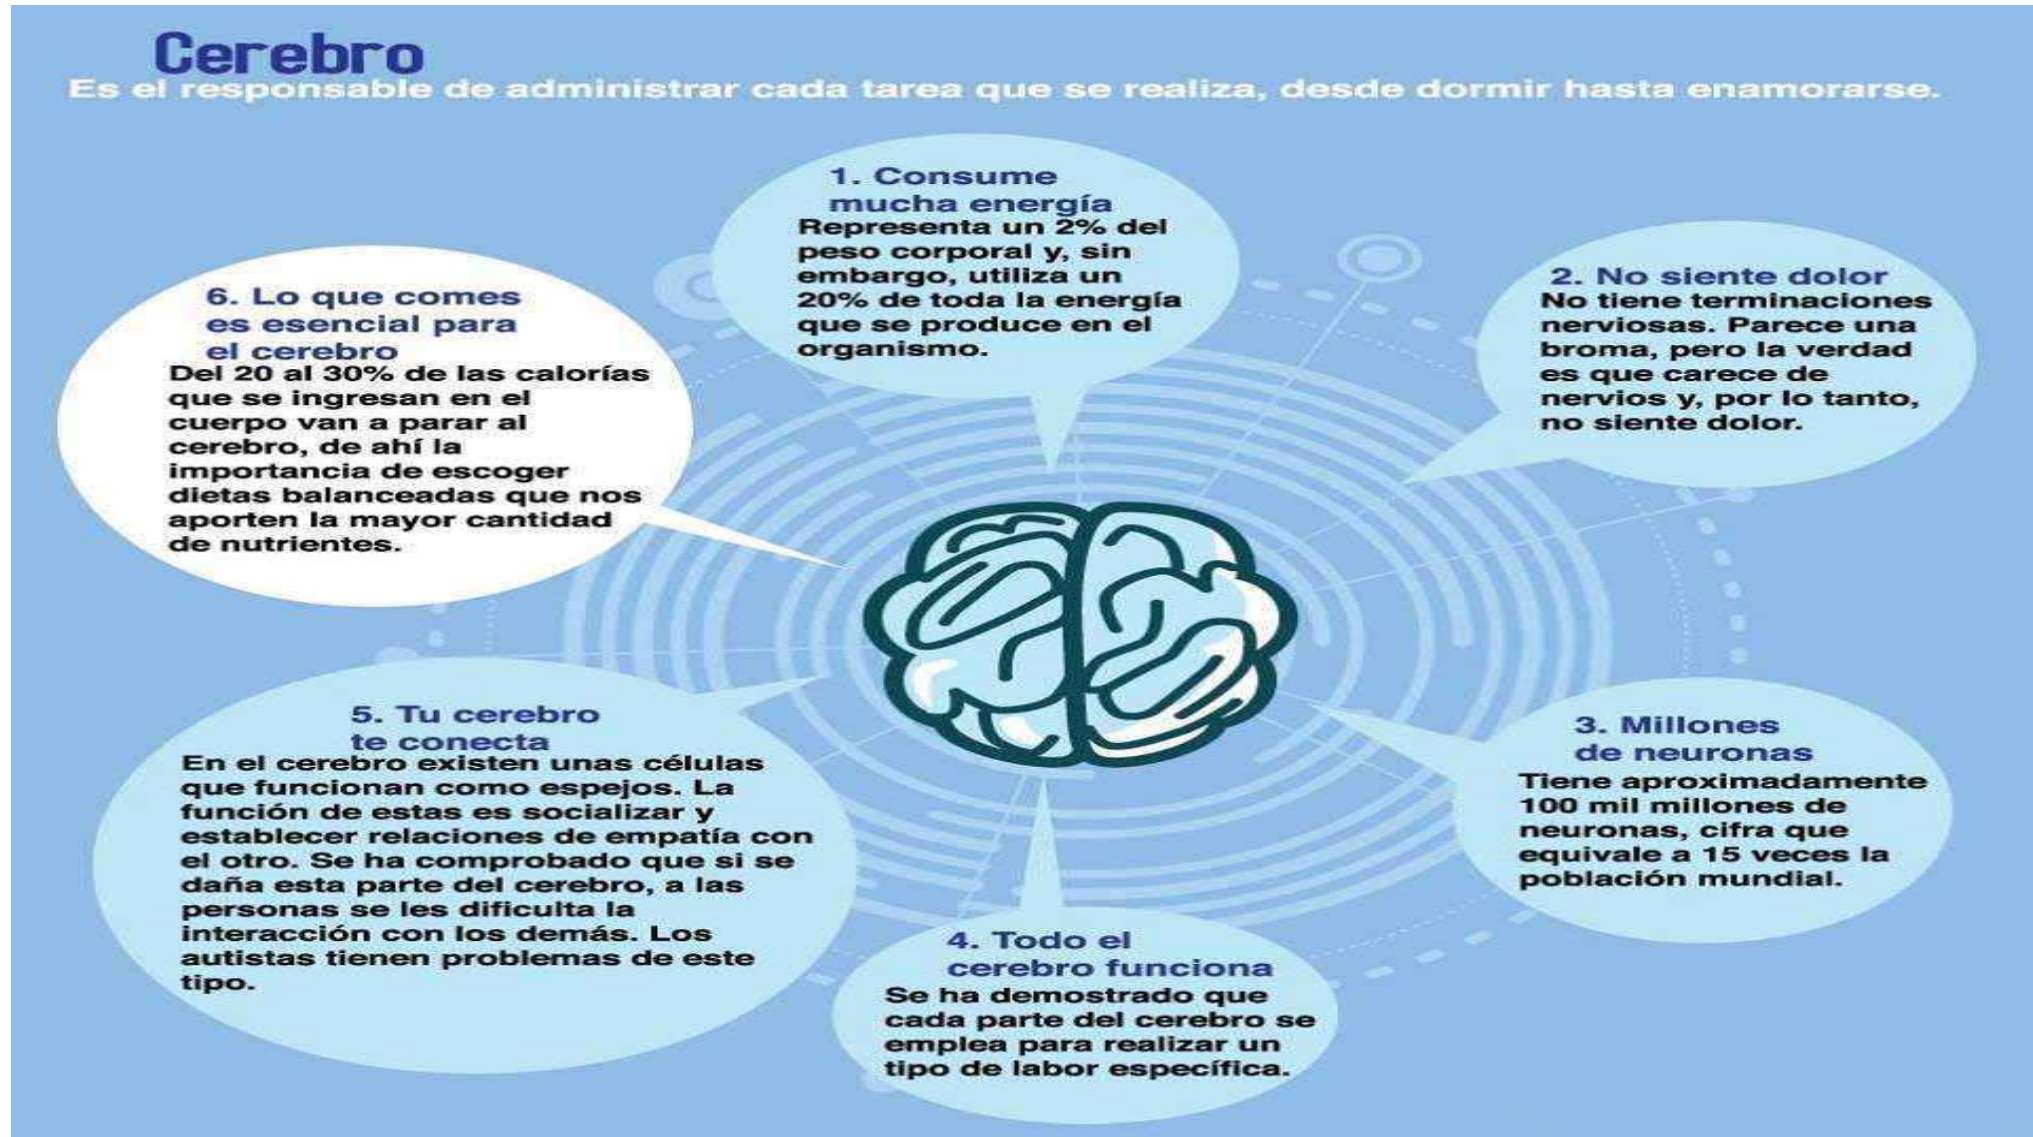 Cerebro
Es el responsable de administrar cada tarea que se realiza, desde dormir hasta enamorarse.
1. Consume
mucha energía
Representa un 2% del
peso corporal y, sin
embargo, utiliza un
20% de toda la energía
que se produce en el
organismo.
2. No siente dolor
No tiene terminaciones
nerviosas. Parece una
broma, pero la verdad
es que carece de
nervios y, por lo tanto,
no siente dolor.
3. Millones
de neuronas
Tiene aproximadamente
100 mil millones de
neuronas, cifra que
equivale a 15 veces la
población mundial.
4. Todo el
cerebro funciona
Se ha demostrado que
cada parte del cerebro se
emplea para realizar un
tipo de labor específica.
5. Tu cerebro
te conecta
En el cerebro existen unas células
que funcionan como espejos. La
función de estas es socializar y
establecer relaciones de empatía con
el otro. Se ha comprobado que si se
daña esta parte del cerebro, a las
personas se les dificulta la
interacción con los demás. Los
autistas tienen problemas de este
tipo.
6. Lo que comes
es esencial para
el cerebro
Del 20 al 30% de las calorías
que se ingresan en el
cuerpo van a parar al
cerebro, de ahí la
importancia de escoger
dietas balanceadas que nos
aporten la mayor cantidad
de nutrientes.